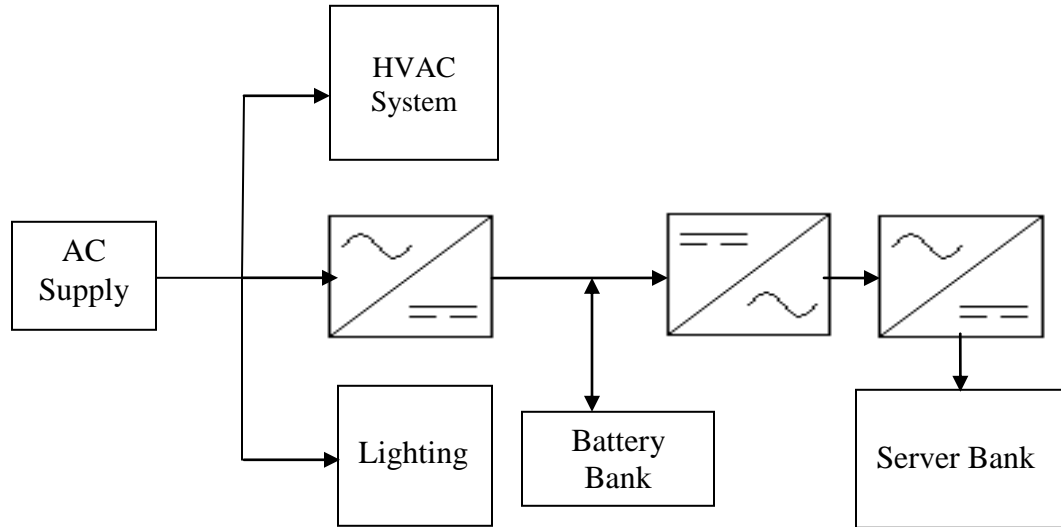 HVAC
System
AC
Supply
Lighting
Battery
Bank
Server Bank